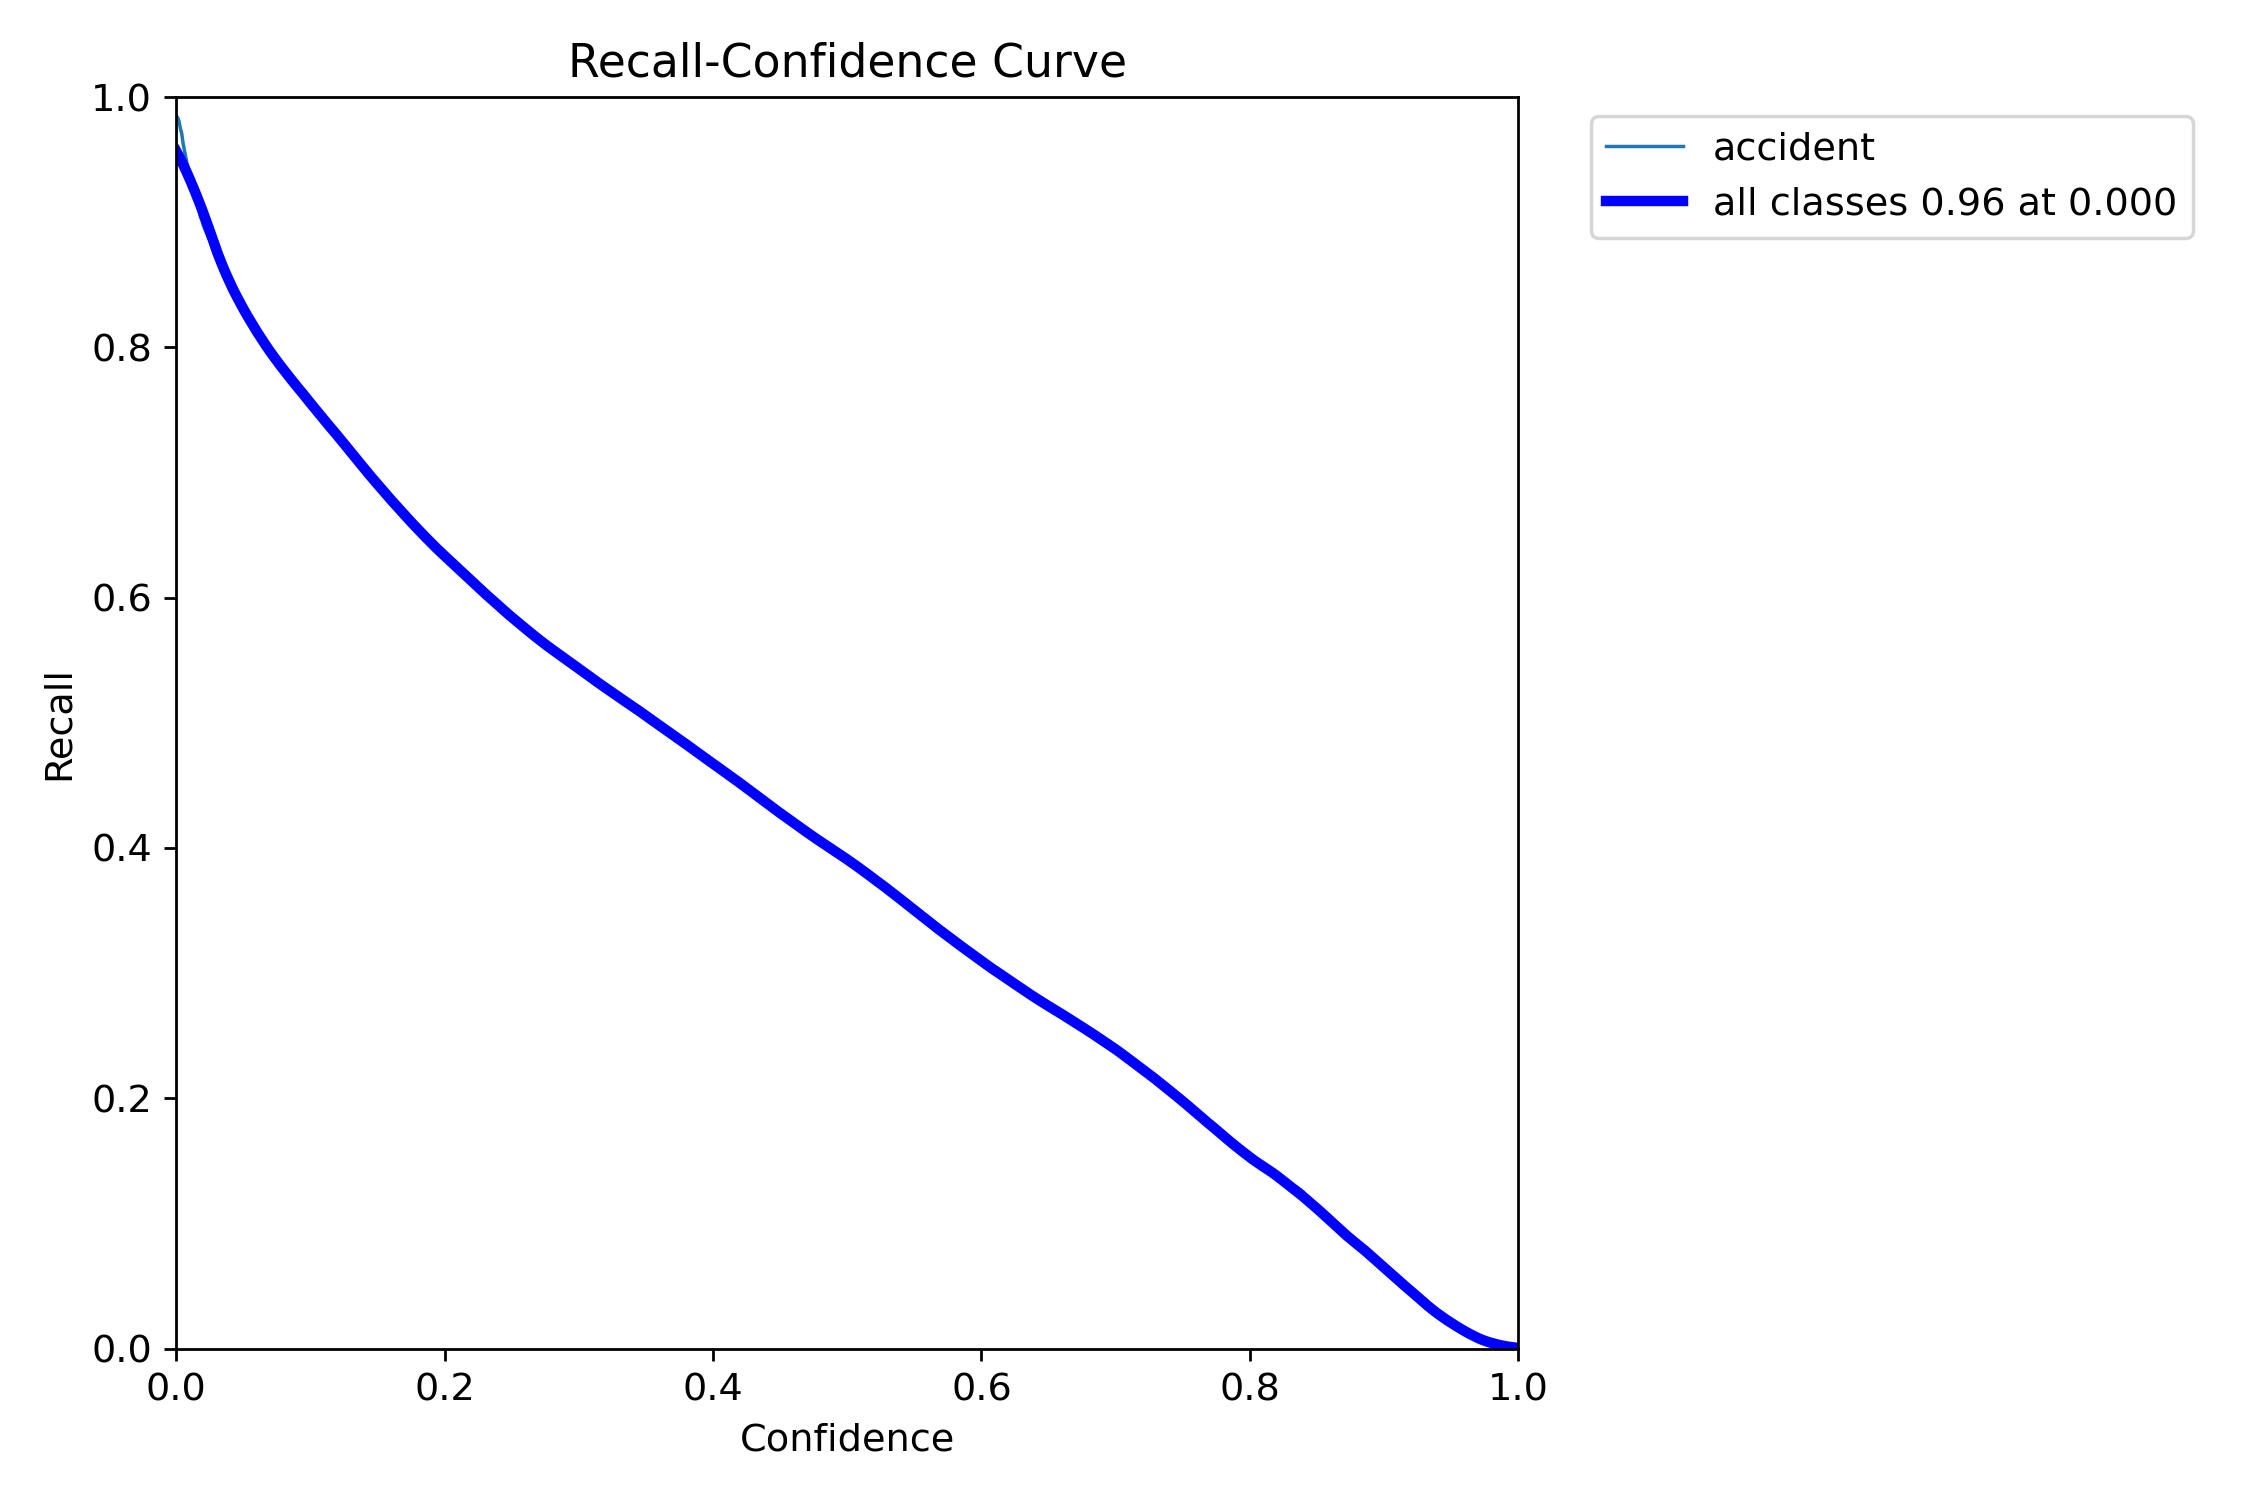 Recall-Confidence Curve
1.0
0.8
0.6
0.4
0.2
0.0
Recall
0.0 0.2 0.4 0.6 0.8 1.0
Confidence
accident
all classes 0.96 at 0.000